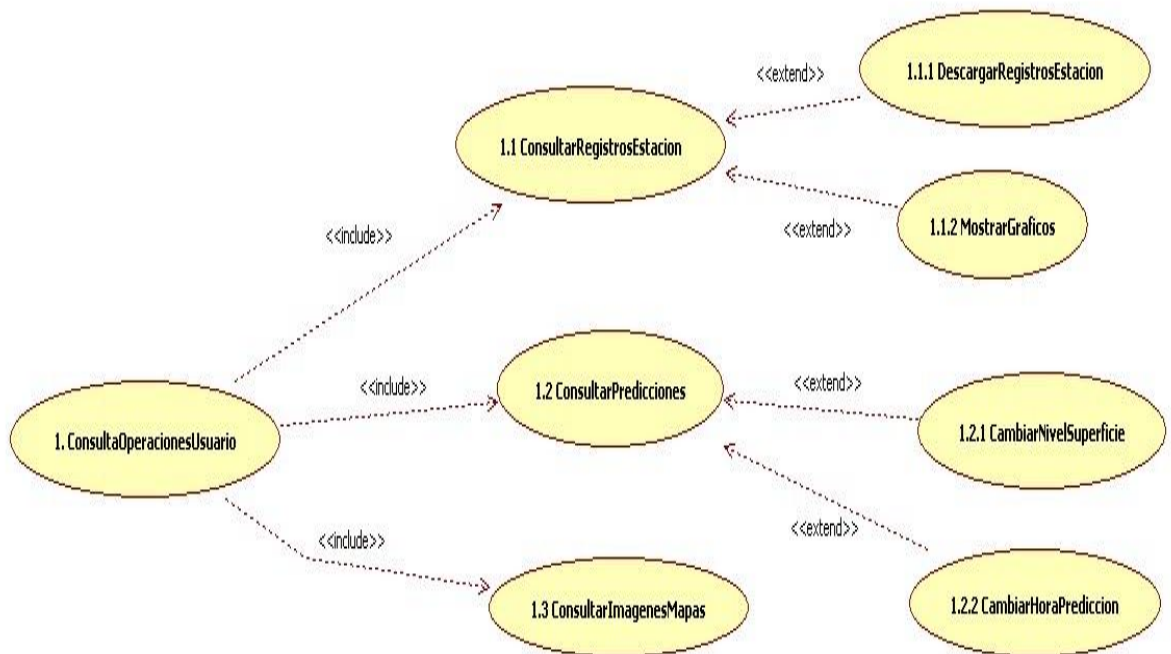 1.1.1 DescargarRegistrosEstacion
<<extend>>
1.1 ConsultarRegistrosEstacion
1.1.2 MostrarGraficos
<<extend>>
<<include>>
1.2 ConsultarPredicciones
<<extend>>
<<include>>
1.2.1 CambiarNivelSuperficie
1. ConsultaOperacionesUsuario
<<extend>>
<<include>>
1.3 ConsultarImagenesMapas
1.2.2 CambiarHoraPrediccion